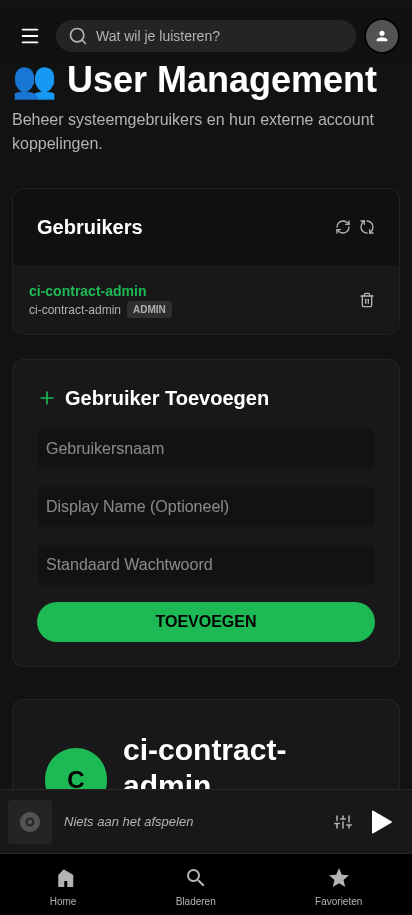 Wat wil je luisteren?
👥 User Management
Beheer systeemgebruikers en hun externe account
koppelingen.
Gebruikers
ci-contract-admin
ci-contract-admin ADMIN
Gebruiker Toevoegen
Gebruikersnaam
Display Name (Optioneel)
Standaard Wachtwoord
TOEVOEGEN
C
ci-contract-
admin
Niets aan het afspelen
Home Bladeren Favorieten